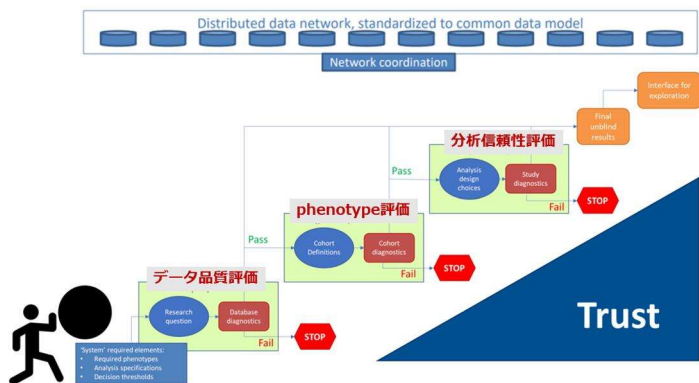 Distributed data network, standardized to common data model
Network coordination
Interface for
exploration
Final
unblind
results
分析信頼性評価
Pass
Analysis
design
choices
Study
diagnostics
Fail
STOP
phenotype評価
Pass
Cohort
Definitions
Cohort
diagnostics
Fail
STOP
データ品質評価
Research
question
Database
diagnostics
Fail
STOP
Trust
'System' required elements:
• Required phenotypes
• Analysis specifications
• Decision thresholds